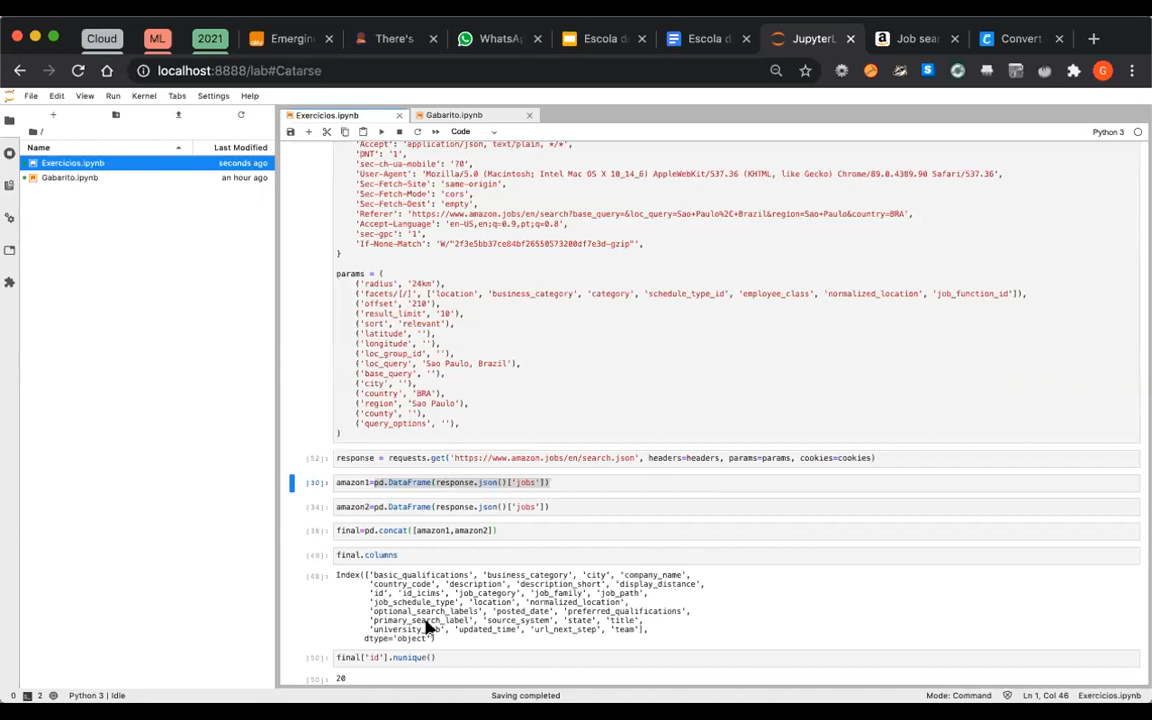 Cloud ML 2021 Emergin There's WhatsA Escola d Escola d JupyterL Job sear Convert
localhost:8888/lab#Catarse
File Edit View Run Kernel Tabs Settings Help
Exercicios.ipynb Gabarito.ipynb
/
Code Python 3
Name Last Modified
Exercicios.ipynb seconds ago
Gabarito.ipynb an hour ago
'Accept': 'application/json, text/plain, */*',
'DNT': '1',
'sec-ch-ua-mobile': '?0',
'User-Agent': 'Mozilla/5.0 (Macintosh; Intel Mac OS X 10_14_6) AppleWebKit/537.36 (KHTML, like Gecko) Chrome/89.0.4389.90 Safari/537.36',
'Sec-Fetch-Site': 'same-origin',
'Sec-Fetch-Mode': 'cors',
'Sec-Fetch-Dest': 'empty',
'Referer': 'https://www.amazon.jobs/en/search?base_query=&loc_query=Sao+Paulo%2C+Brazil&region=Sao+Paulo&country=BRA',
'Accept-Language': 'en-US,en;q=0.9,pt;q=0.8',
'sec-gpc': '1',
'If-None-Match': 'W/"2f3e5bb37ce84bf26550573200df7e3d-gzip"',
}
params = (
('radius', '24km'),
('facets/[/]', ['location', 'business_category', 'category', 'schedule_type_id', 'employee_class', 'normalized_location', 'job_function_id']),
('offset', '210'),
('result_limit', '10'),
('sort', 'relevant'),
('latitude', ''),
('longitude', ''),
('loc_group_id', ''),
('loc_query', 'Sao Paulo, Brazil'),
('base_query', ''),
('city', ''),
('country', 'BRA'),
('region', 'Sao Paulo'),
('county', ''),
('query_options', ''),
)
[52]: response = requests.get('https://www.amazon.jobs/en/search.json', headers=headers, params=params, cookies=cookies)
[30]: amazon1=pd.DataFrame(response.json()['jobs'])
[34]: amazon2=pd.DataFrame(response.json()['jobs'])
final=pd.concat([amazon1,amazon2])
final.columns
Index(['basic_qualifications', 'business_category', 'city', 'company_name',
'country_code', 'description', 'description_short', 'display_distance',
'id', 'id_icims', 'job_category', 'job_family', 'job_path',
'job_schedule_type', 'location', 'normalized_location',
'optional_search_labels', 'posted_date', 'preferred_qualifications',
'primary_search_label', 'source_system', 'state', 'title',
'university_job', 'updated_time', 'url_next_step', 'team'],
dtype='object')
[50]: final['id'].nunique()
[50]: 20
0 2 Python 3 | Idle Saving completed Mode: Command Ln 1, Col 46 Exercicios.ipynb